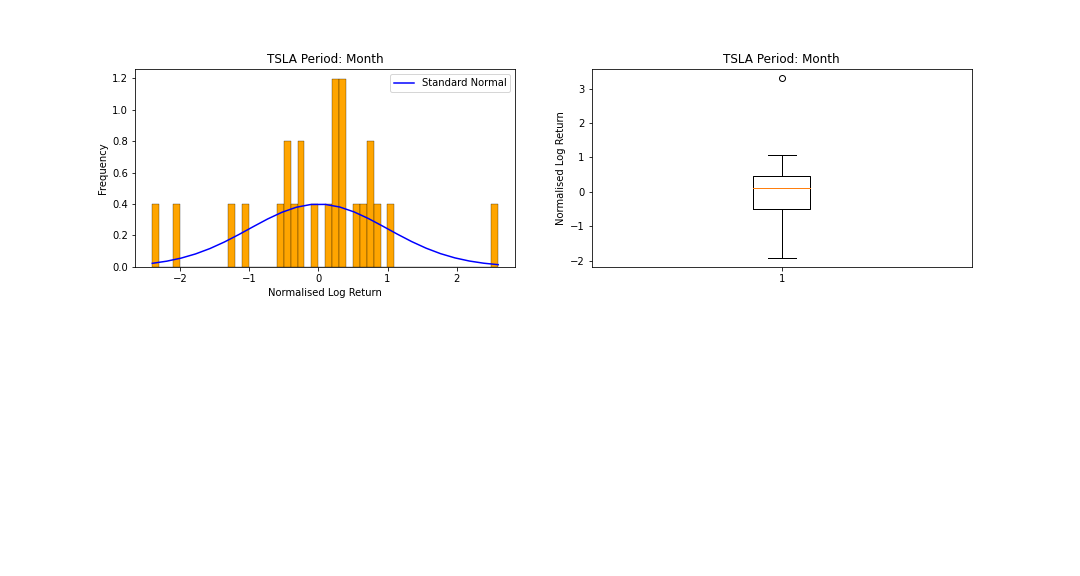 TSLA Period: Month
Standard Normal
1.2
1.0
0.8
0.6
0.4
0.2
0.0
Frequency
−2 −1 0 1 2
Normalised Log Return
TSLA Period: Month
3
2
1
0
−1
−2
Normalised Log Return
1